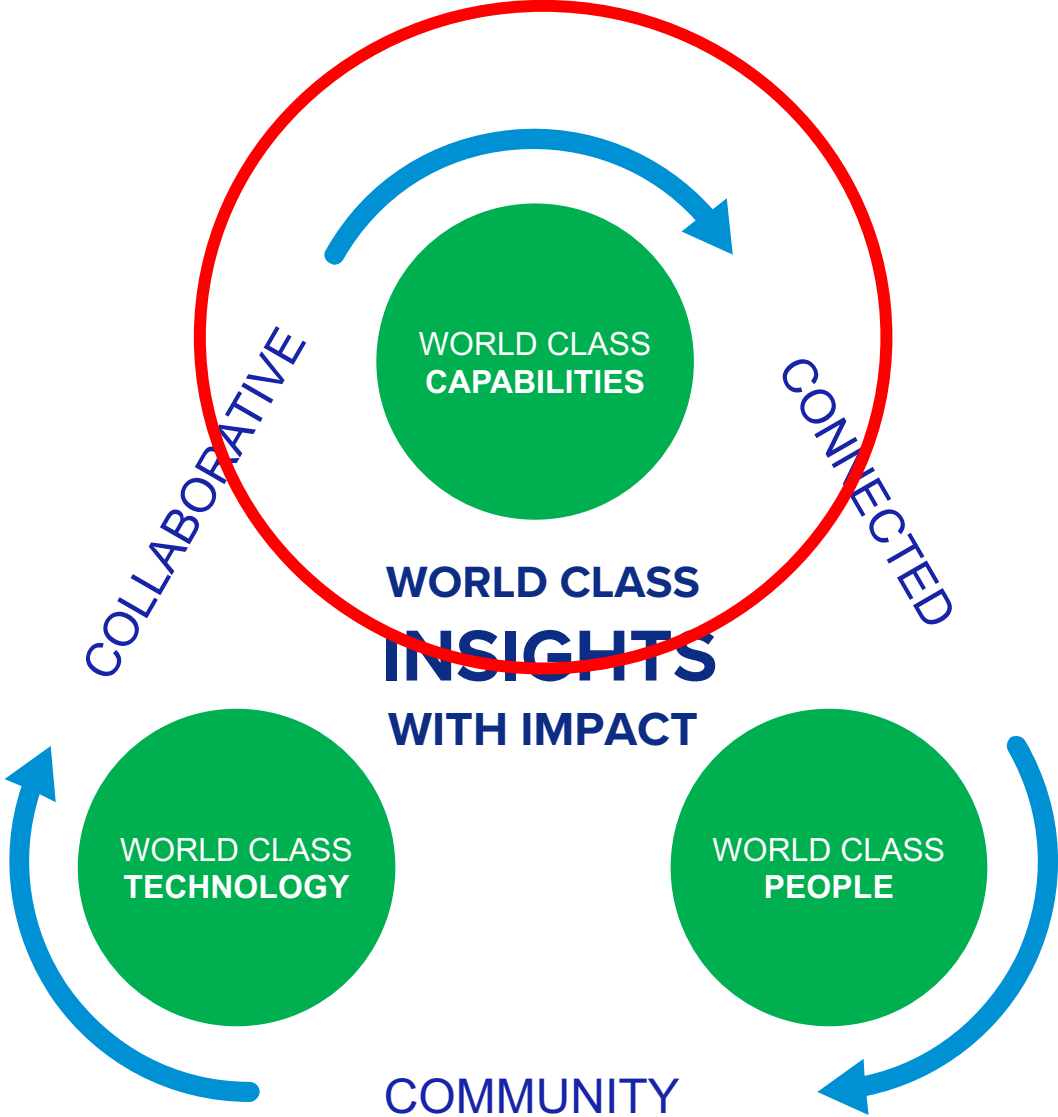 WORLD CLASS
CAPABILITIES
COLLABORATIVE
CONNECTED
WORLD CLASS
INSIGHTS
WITH IMPACT
WORLD CLASS
TECHNOLOGY
WORLD CLASS
PEOPLE
COMMUNITY